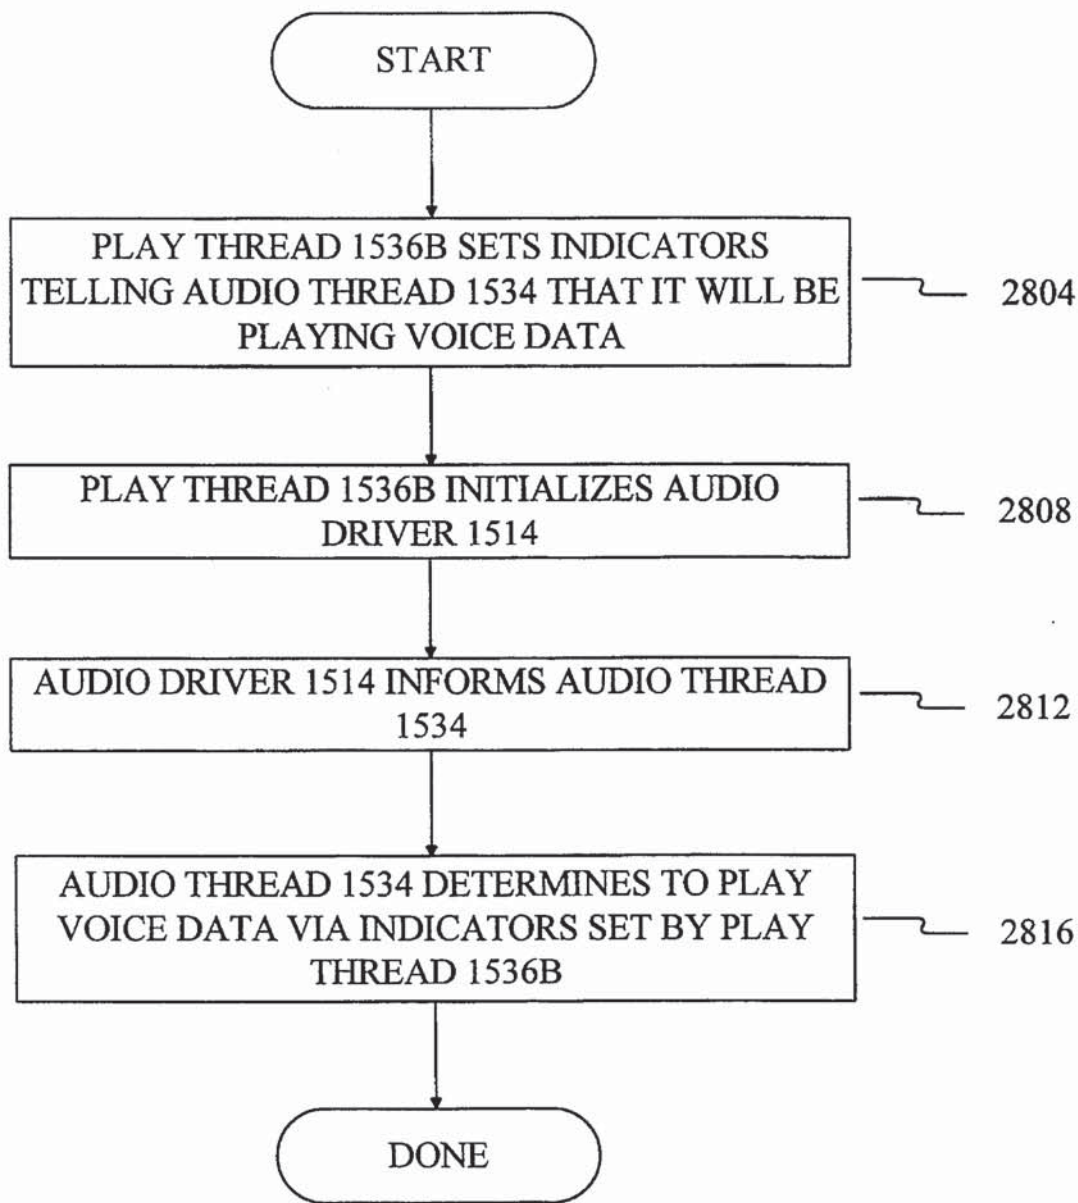 START
PLAY THREAD 1536B SETS INDICATORS
TELLING AUDIO THREAD 1534 THAT IT WILL BE
PLAYING VOICE DATA
2804
PLAY THREAD 1536B INITIALIZES AUDIO
DRIVER 1514
2808
AUDIO DRIVER 1514 INFORMS AUDIO THREAD
1534
2812
AUDIO THREAD 1534 DETERMINES TO PLAY
VOICE DATA VIA INDICATORS SET BY PLAY
THREAD 1536B
2816
DONE